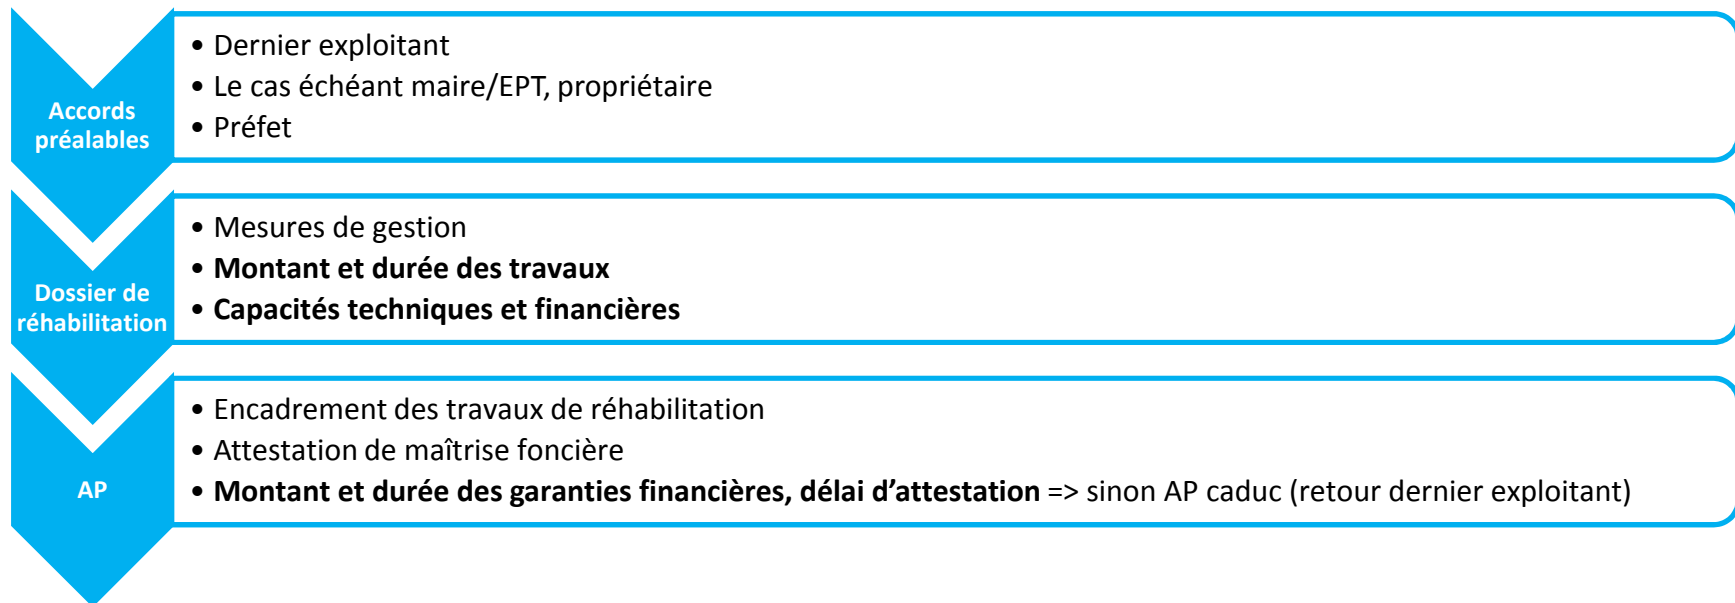 Accords
préalables
• Dernier exploitant
• Le cas échéant maire/EPT, propriétaire
• Préfet
Dossier de
réhabilitation
• Mesures de gestion
• Montant et durée des travaux
• Capacités techniques et financières
AP
• Encadrement des travaux de réhabilitation
• Attestation de maîtrise foncière
• Montant et durée des garanties financières, délai d’attestation => sinon AP caduc (retour dernier exploitant)